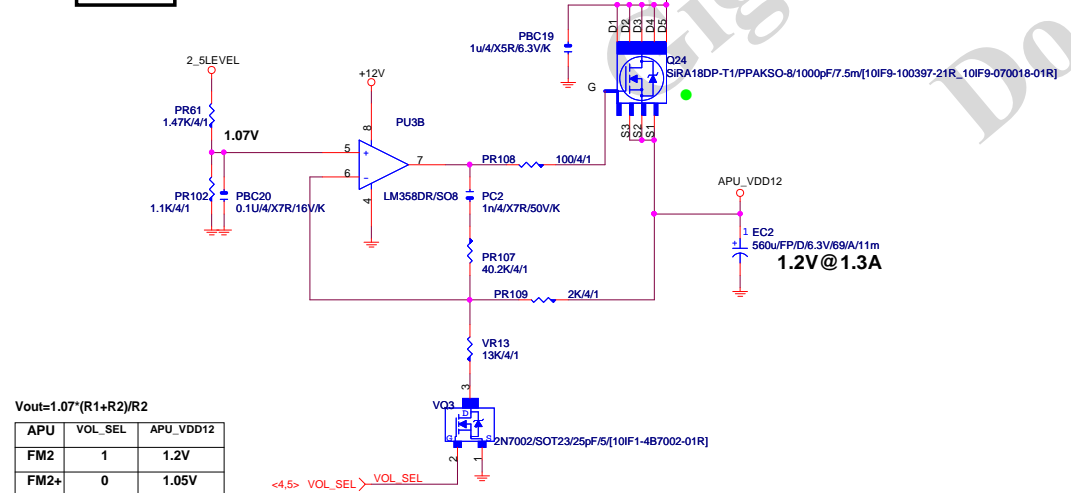 D1 D2 D3 D4 D5
PBC19
1u/4/X5R/6.3V/K
Q24
SiRA18DP-T1/PPAKSO-8/1000pF/7.5m/[10IF9-100397-21R_10IF9-070018-01R]
G
S3 S2 S1
2_5LEVEL
+12V
PR61
1.47K/4/1
1.07V
8
PU3B
5
+
7
6
-
4
LM358DR/SO8
PR108
100/4/1
PR102
1.1K/4/1
PBC20
0.1U/4/X7R/16V/K
PC2
1n/4/X7R/50V/K
APU_VDD12
1
EC2
+
560u/FP/D/6.3V/69/A/11m
1.2V@1.3A
PR107
40.2K/4/1
PR109
2K/4/1
VR13
13K/4/1
3
VQ3
D
G
S
2N7002/SOT23/25pF/5/[10IF1-4B7002-01R]
2
1
<4,5> VOL_SEL
VOL_SEL
Vout=1.07*(R1+R2)/R2
APU VOL_SEL APU_VDD12
FM2 1 1.2V
FM2+ 0 1.05V
Do